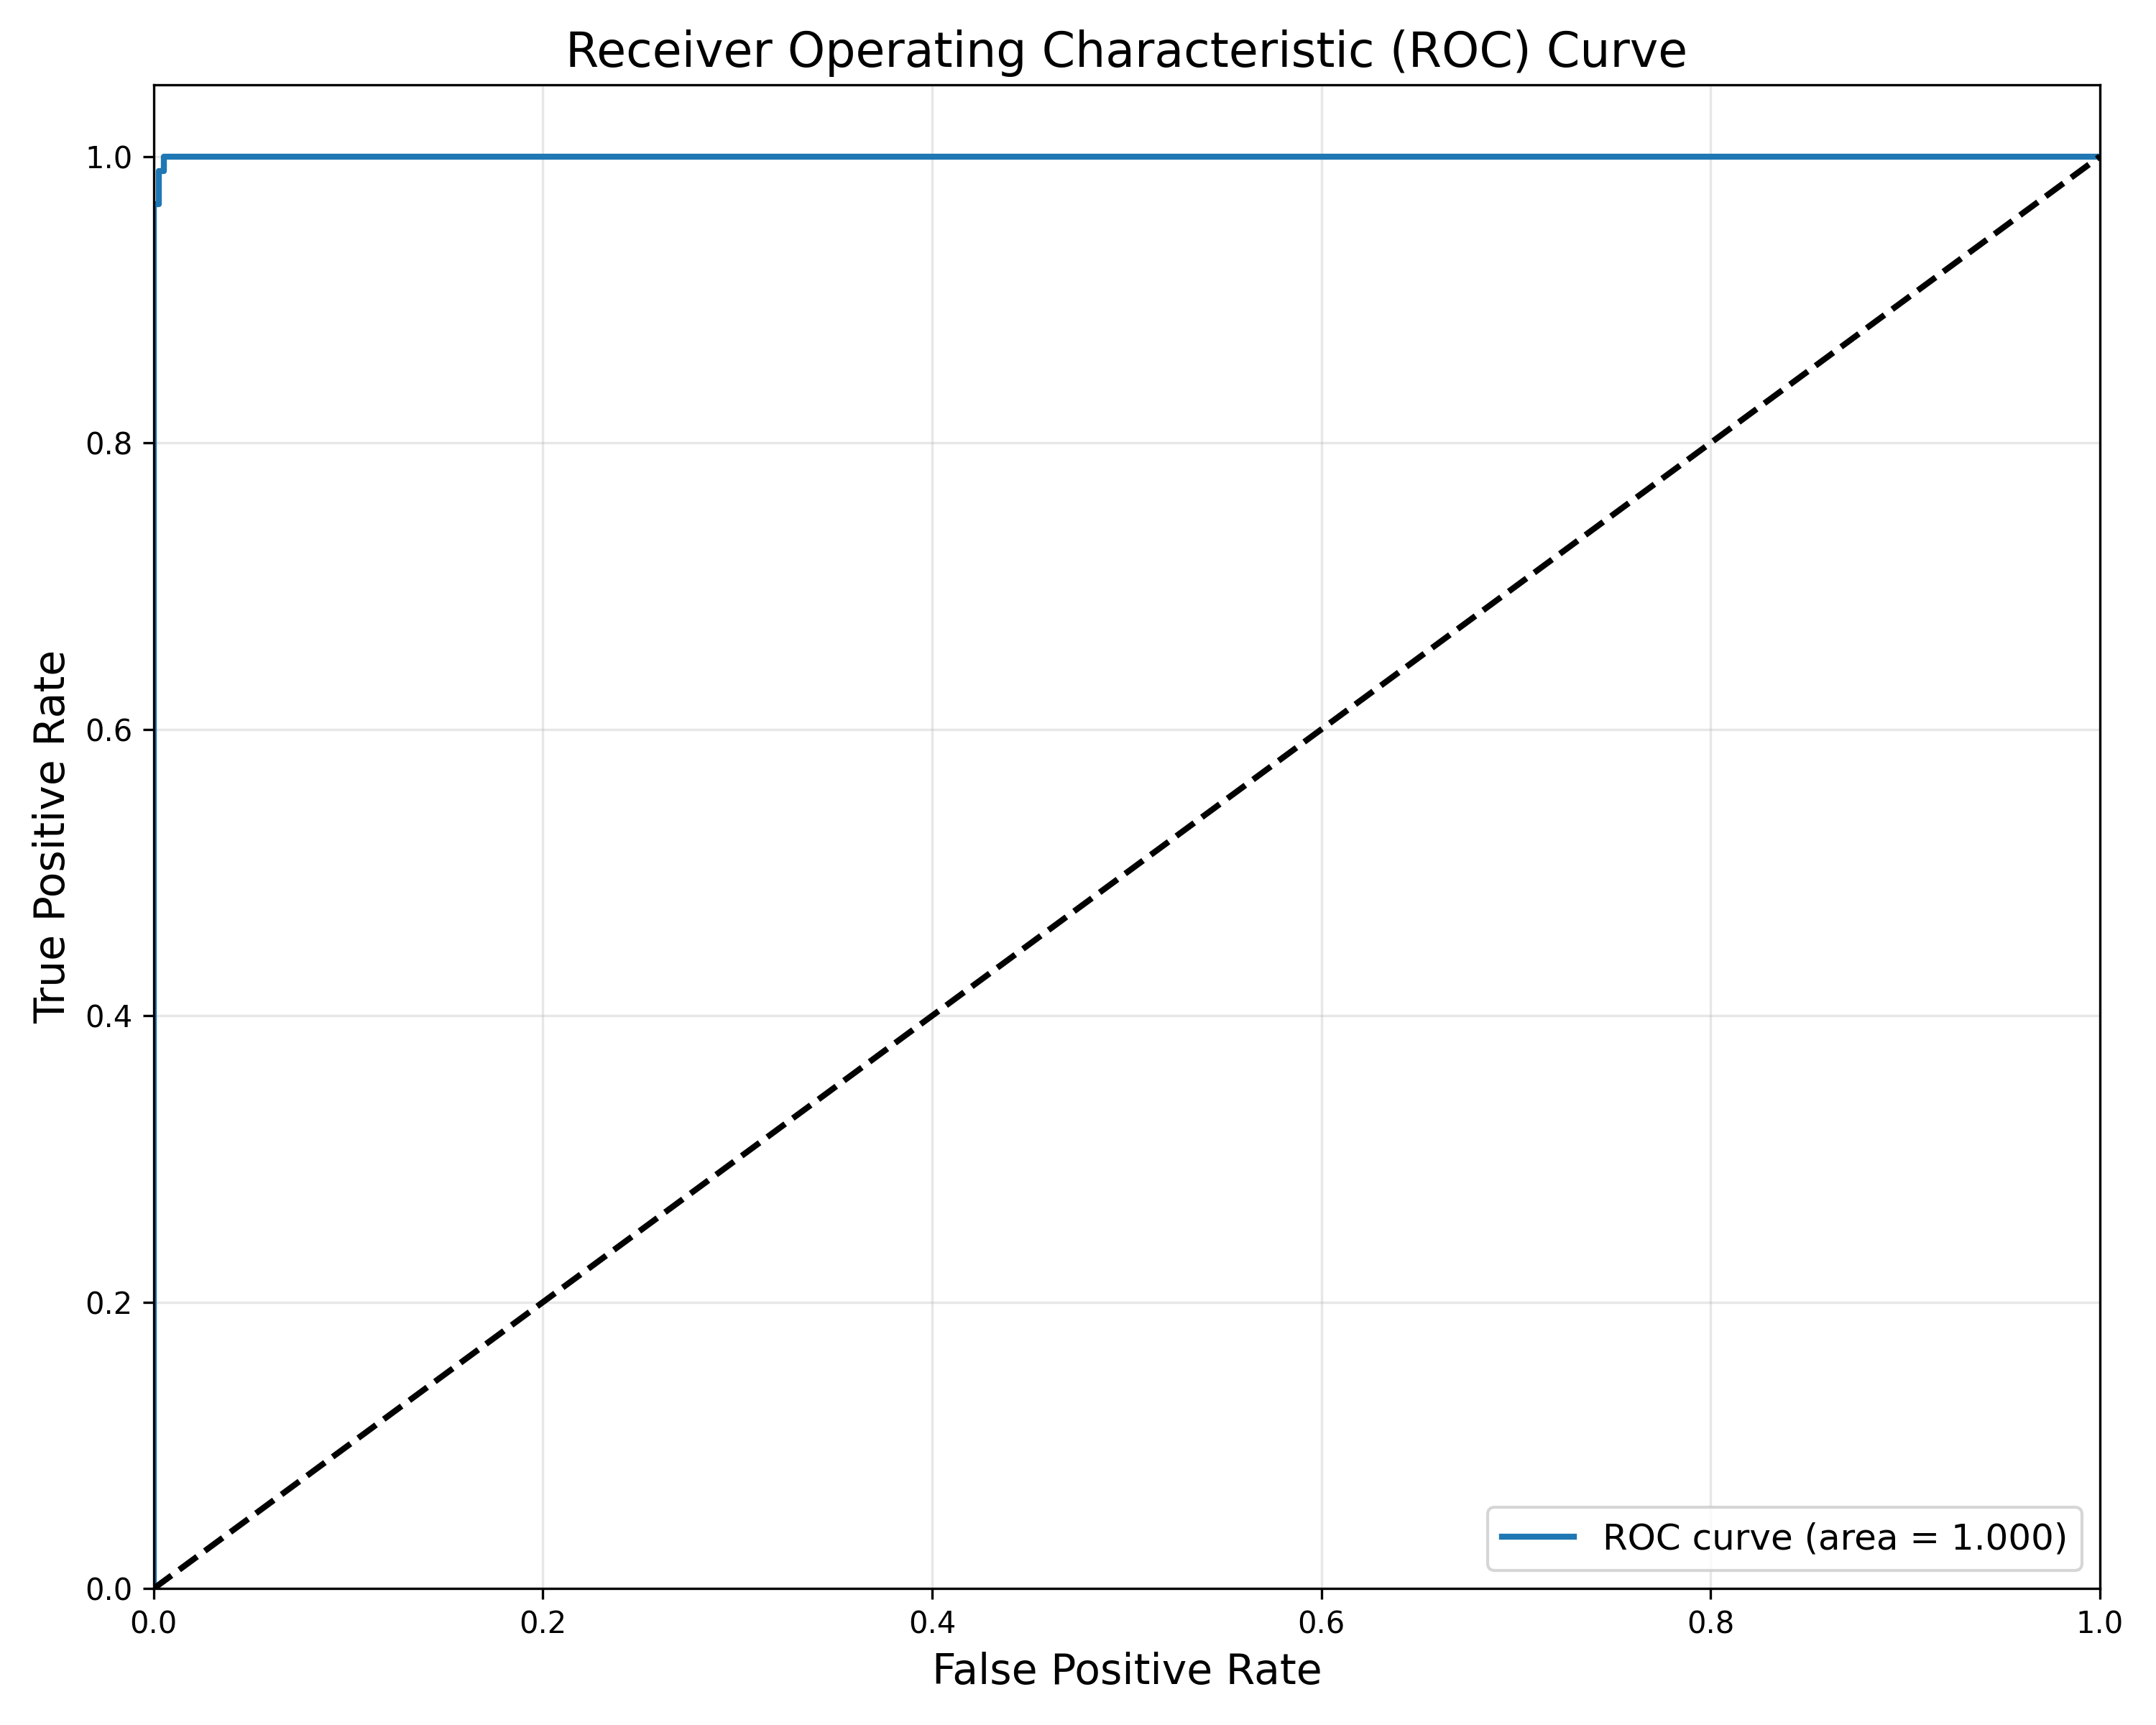 Receiver Operating Characteristic (ROC) Curve
True Positive Rate
1.0
0.8
0.6
0.4
0.2
0.0
0.0 0.2 0.4 0.6 0.8 1.0
False Positive Rate
ROC curve (area = 1.000)